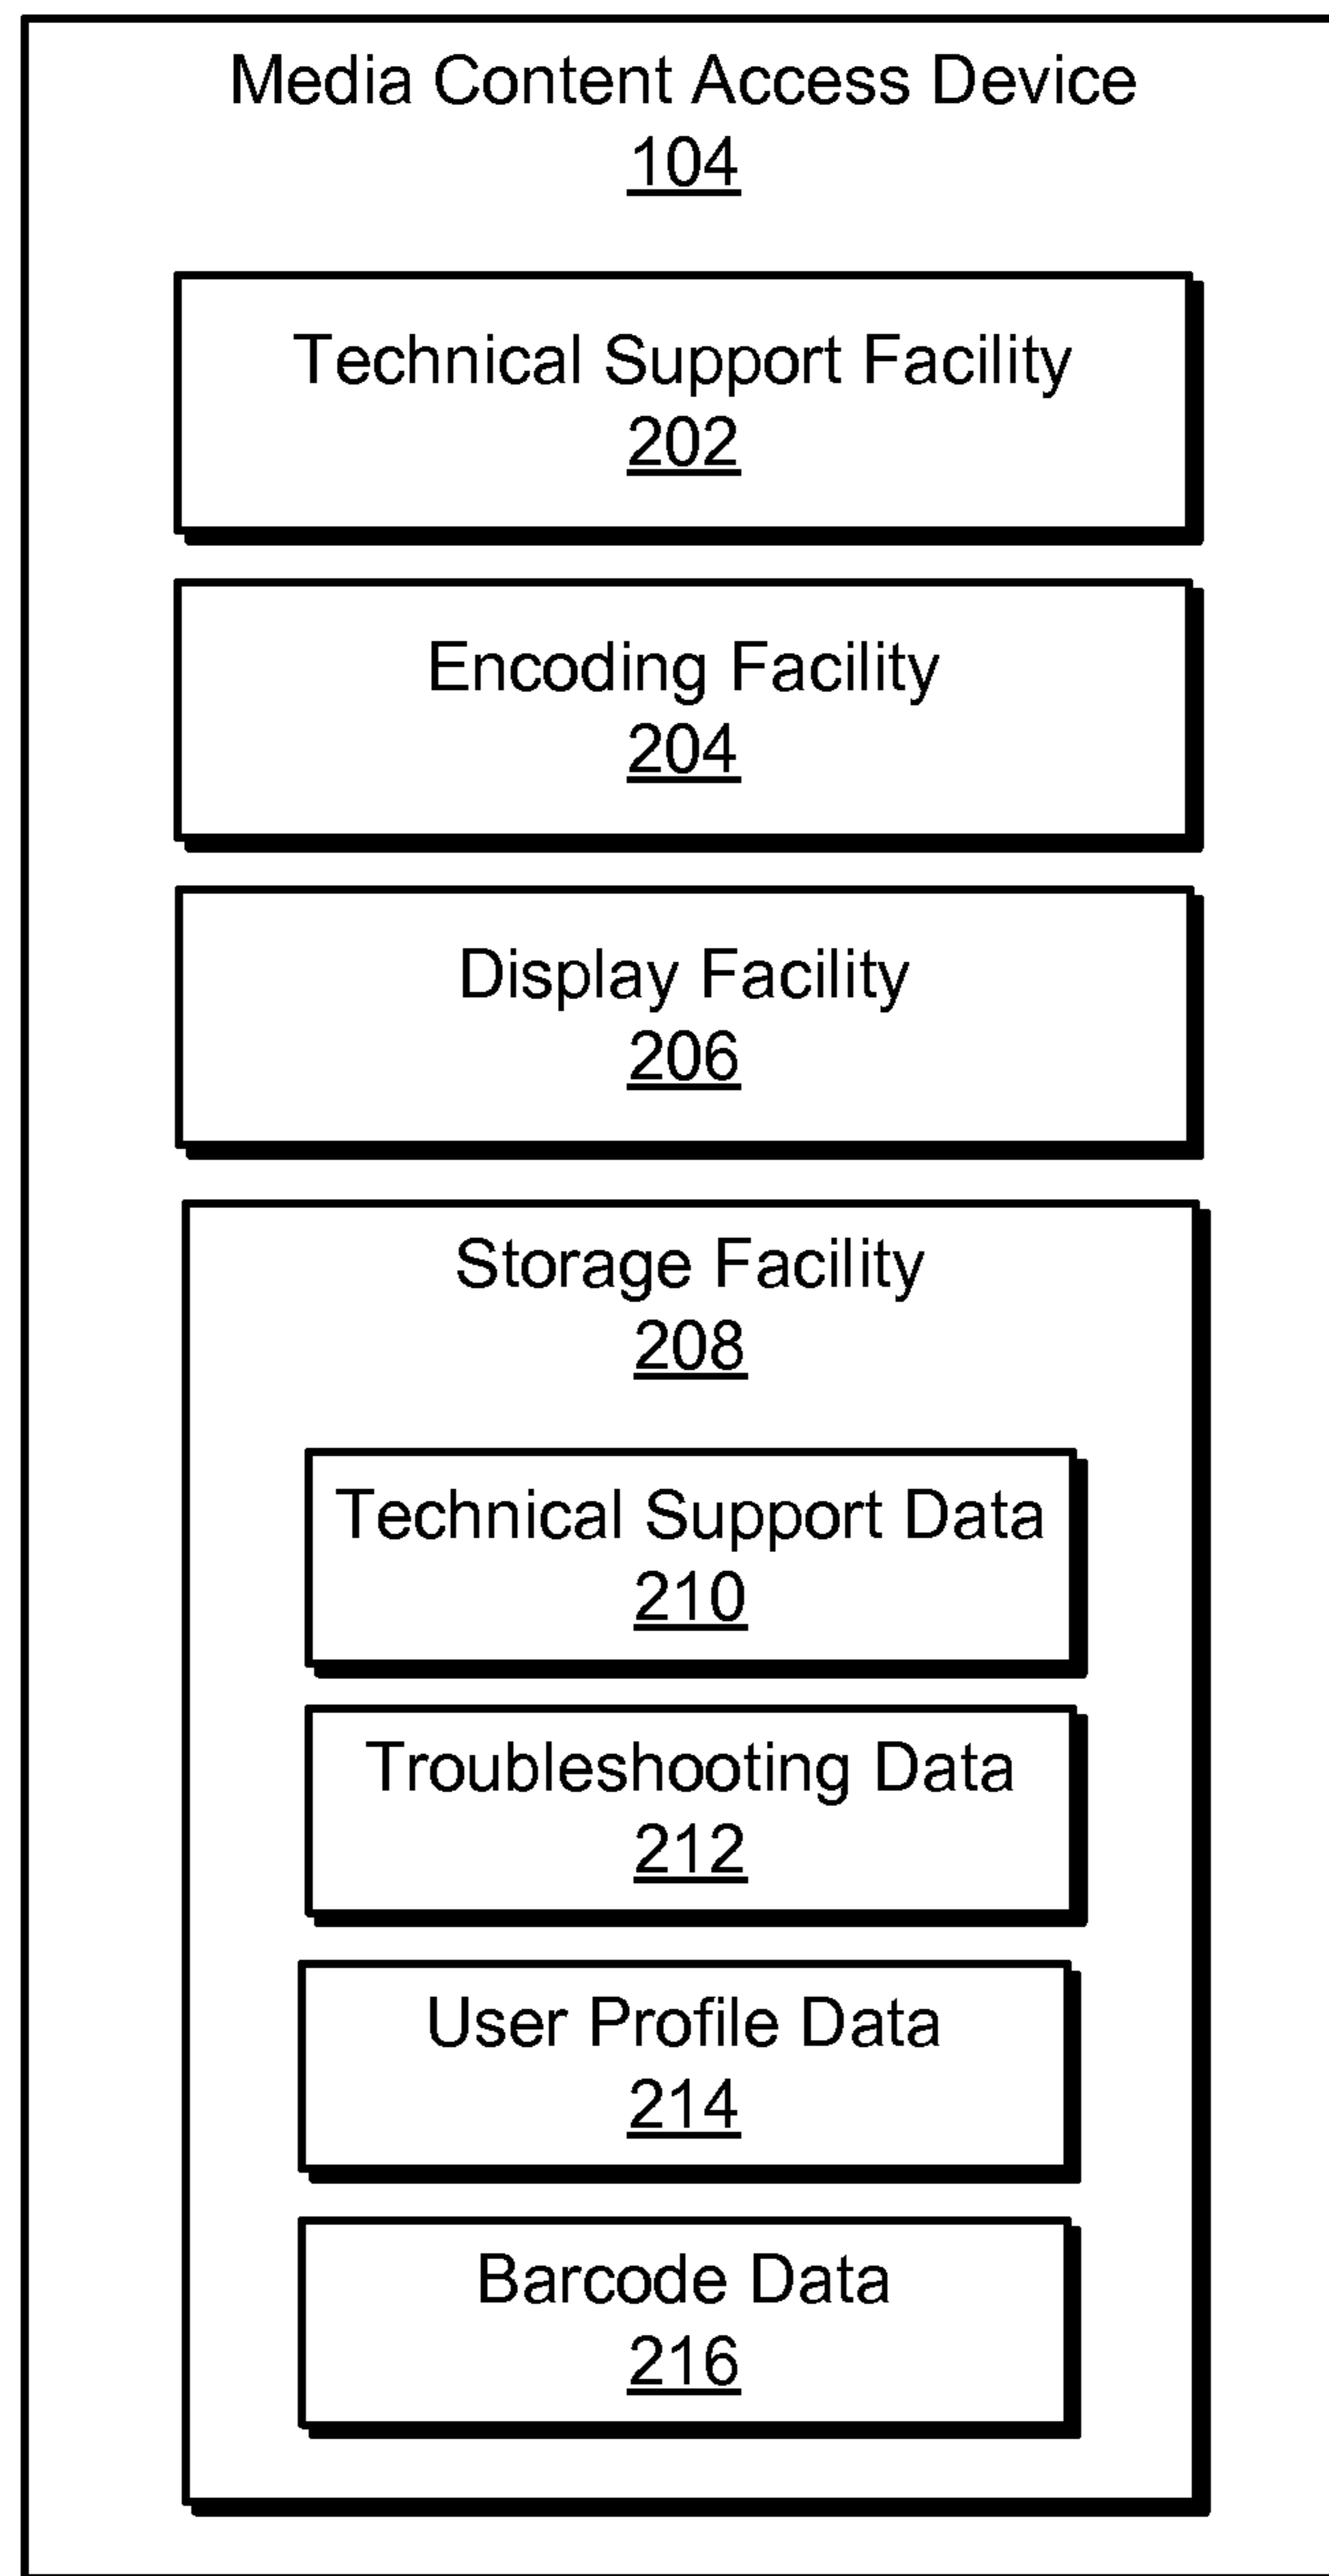 Media Content Access Device
104
Technical Support Facility
202
Encoding Facility
204
Display Facility
206
Storage Facility
208
Technical Support Data
210
Troubleshooting Data
212
User Profile Data
214
Barcode Data
216